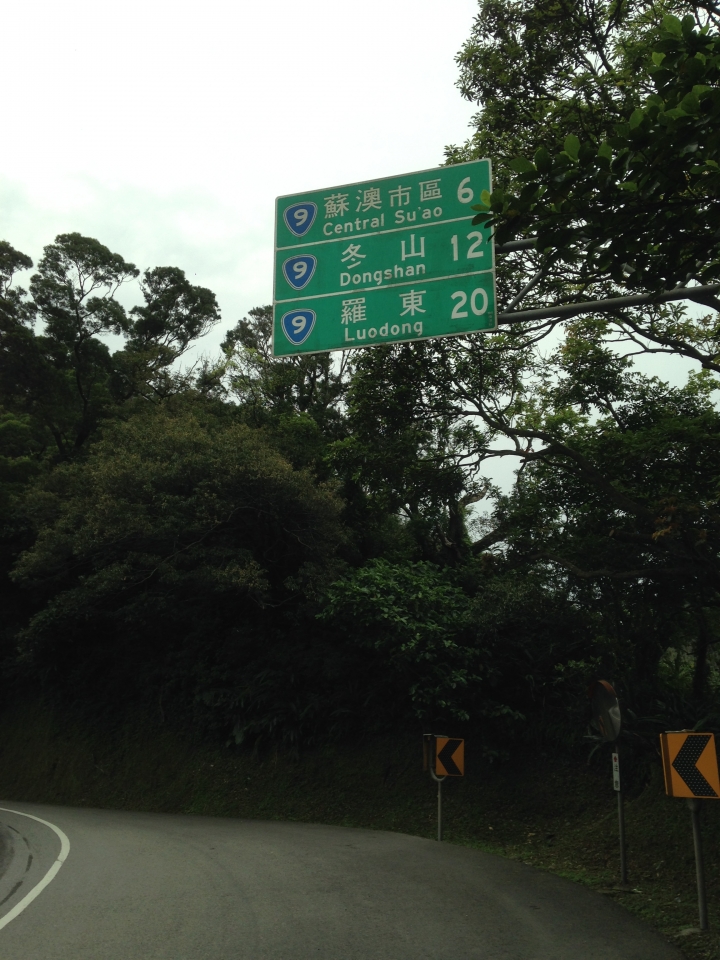 9 蘇澳市區 6
Central Su'ao
9 冬山 12
Dongshan
9 羅東 20
Luodong